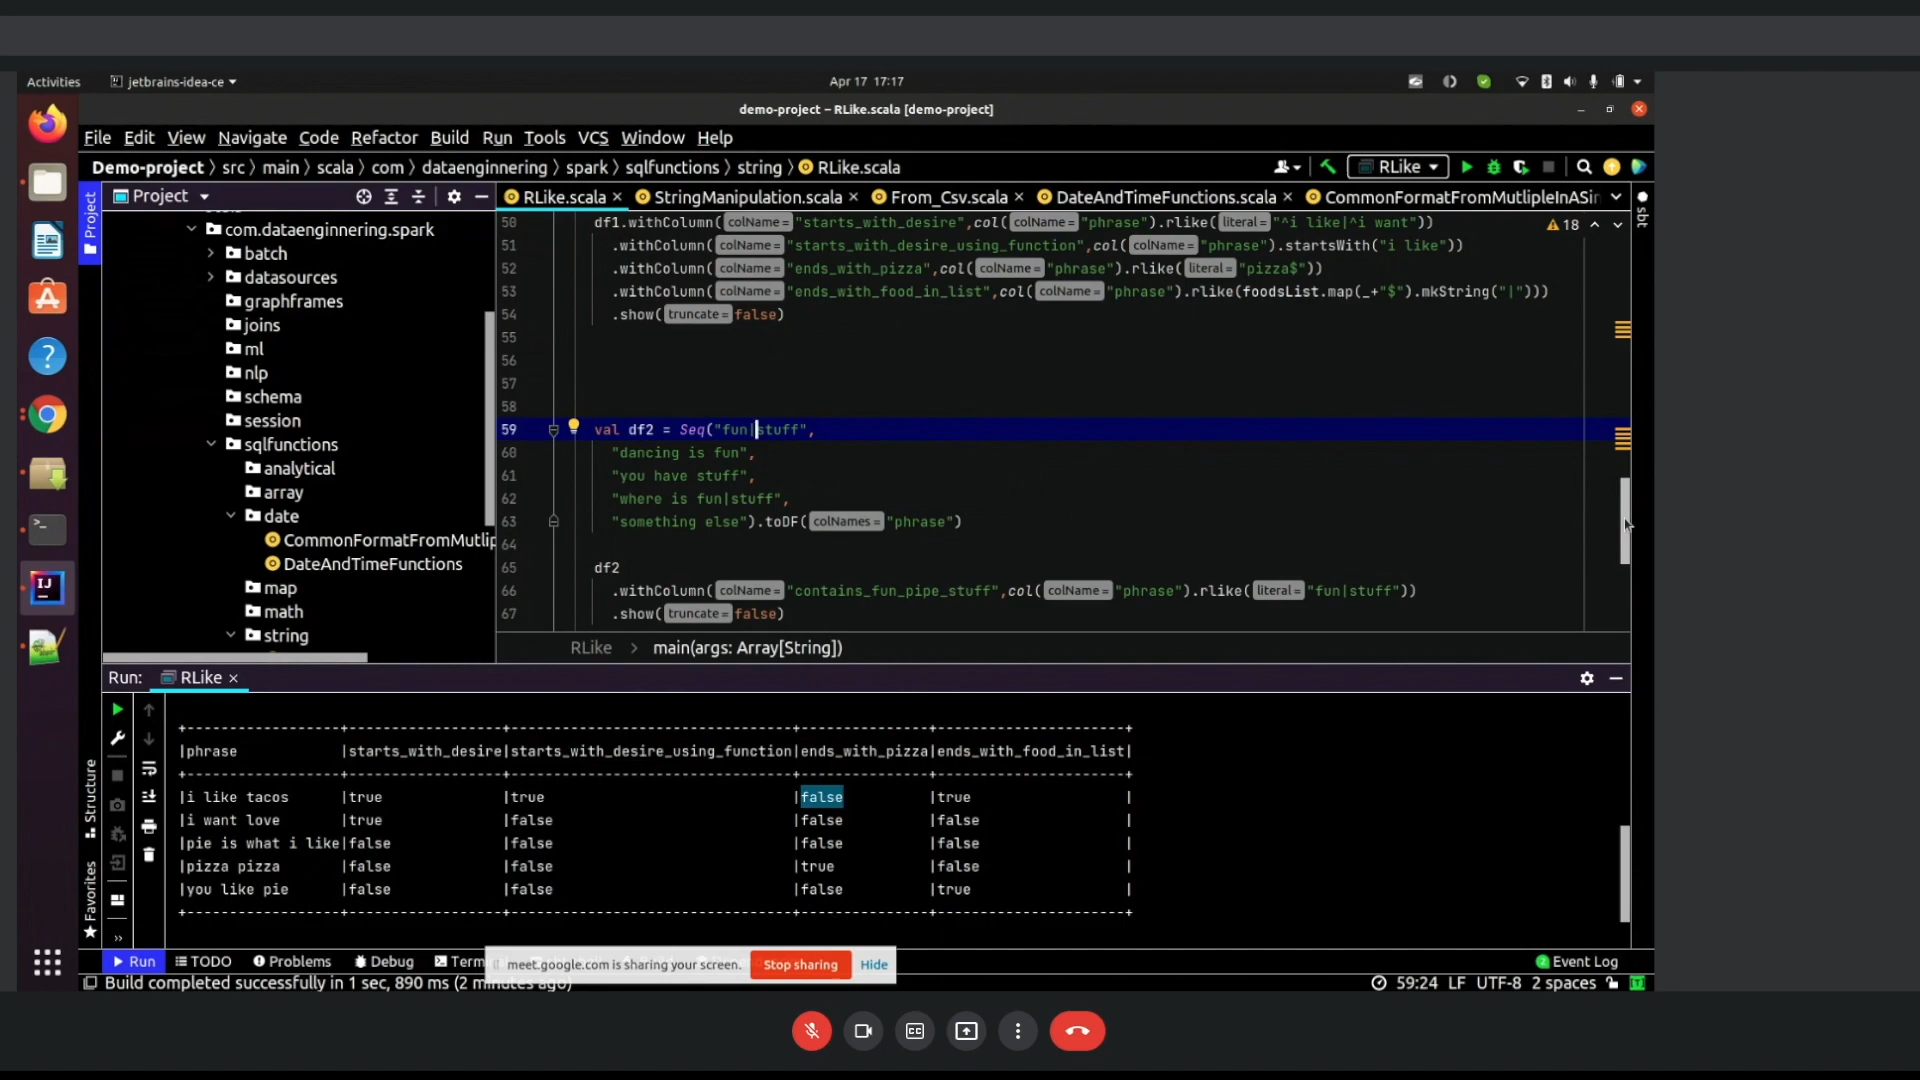 Activities
jetbrains-idea-ce
Apr 17 17:17
demo-project – RLike.scala [demo-project]
File Edit View Navigate Code Refactor Build Run Tools VCS Window Help
Demo-project › src › main › scala › com › dataenginnering › spark › sqlfunctions › string › RLike.scala
RLike
Project
RLike.scala
StringManipulation.scala
From_Csv.scala
DateAndTimeFunctions.scala
CommonFormatFromMutlipleInASin
Project
sbt
com.dataenginnering.spark
batch
datasources
graphframes
joins
ml
nlp
schema
session
sqlfunctions
analytical
array
date
CommonFormatFromMutlip
DateAndTimeFunctions
map
math
string
18
50 df1.withColumn( colName = "starts_with_desire",col( colName = "phrase").rlike( literal = "^i like|^i want"))
51 .withColumn( colName = "starts_with_desire_using_function",col( colName = "phrase").startsWith("i like"))
52 .withColumn( colName = "ends_with_pizza",col( colName = "phrase").rlike( literal = "pizza$"))
53 .withColumn( colName = "ends_with_food_in_list",col( colName = "phrase").rlike(foodsList.map(_+"$").mkString("|")))
54 .show( truncate = false)
55
56
57
58
59 val df2 = Seq("fun|stuff",
60 "dancing is fun",
61 "you have stuff",
62 "where is fun|stuff",
63 "something else").toDF( colNames = "phrase")
64
65 df2
66 .withColumn( colName = "contains_fun_pipe_stuff",col( colName = "phrase").rlike( literal = "fun|stuff"))
67 .show( truncate = false)
RLike › main(args: Array[String])
Run: RLike
Structure
Favorites
+-----------------+------------------+---------------------------------+---------------+----------------------+
|phrase |starts_with_desire|starts_with_desire_using_function|ends_with_pizza|ends_with_food_in_list|
+-----------------+------------------+---------------------------------+---------------+----------------------+
|i like tacos |true |true |false |true |
|i want love |true |false |false |false |
|pie is what i like|false |false |false |false |
|pizza pizza |false |false |true |false |
|you like pie |false |false |false |true |
+-----------------+------------------+---------------------------------+---------------+----------------------+
Run
TODO
Problems
Debug
Term
meet.google.com is sharing your screen.
Stop sharing
Hide
Event Log
Build completed successfully in 1 sec, 890 ms (2 minutes ago)
59:24 LF UTF-8 2 spaces